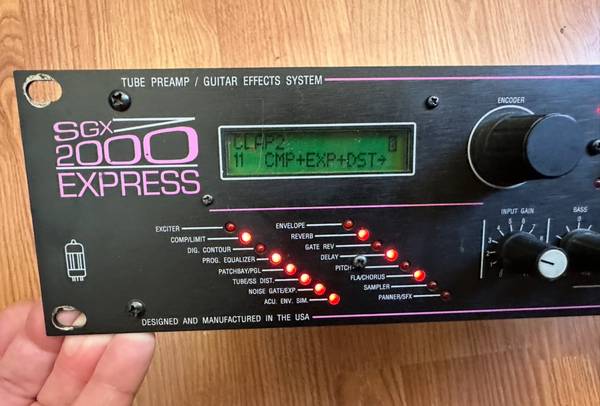 TUBE PREAMP / GUITAR EFFECTS SYSTEM
SGX
2000
EXPRESS
CLAP2
11 CMP+EXP+DST→
ENCODER
EXCITER
COMP/LIMIT
DIG. CONTOUR
PROG. EQUALIZER
PATCHBAY/PGL
TUBE/SS DIST.
NOISE GATE/EXP.
ACU. ENV. SIM.
ENVELOPE
REVERB
GATE REV
DELAY
PITCH
FLA/CHORUS
SAMPLER
PANNER/SFX
INPUT GAIN
BASS
DESIGNED AND MANUFACTURED IN THE USA